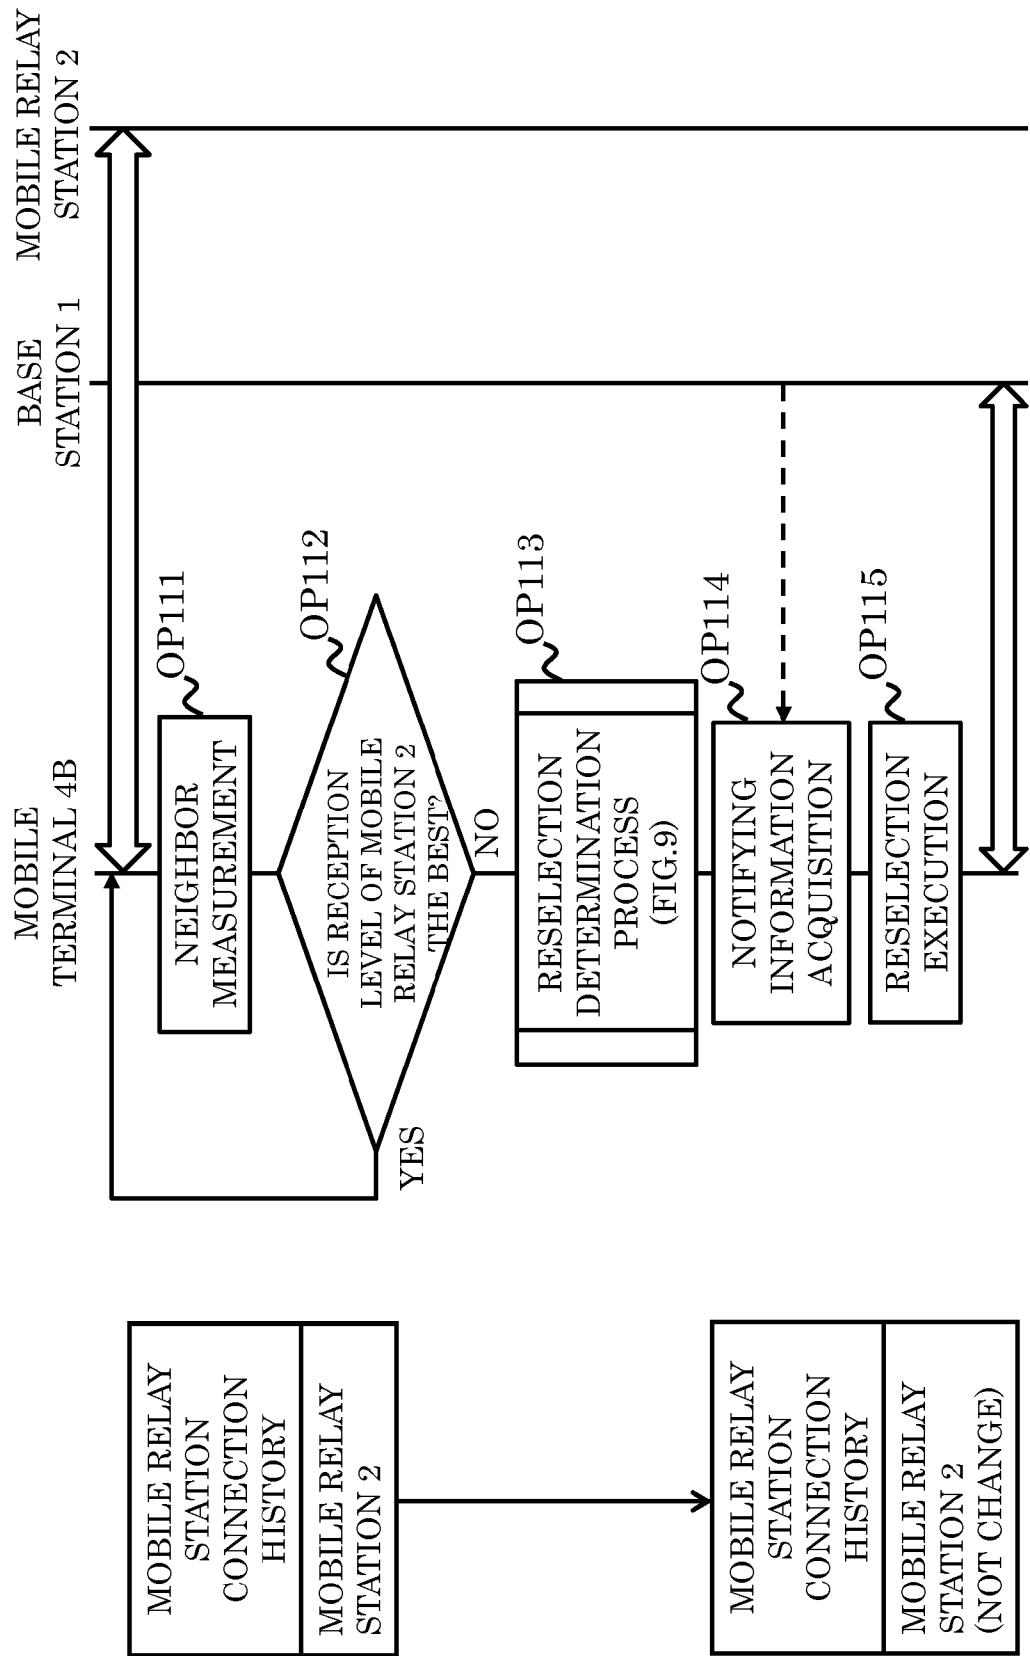 MOBILE
TERMINAL 4B
BASE
STATION 1
MOBILE RELAY
STATION 2
MOBILE RELAY
STATION
CONNECTION
HISTORY
MOBILE RELAY
STATION 2
NEIGHBOR
MEASUREMENT
OP111
IS RECEPTION
LEVEL OF MOBILE
RELAY STATION 2
THE BEST?
OP112
YES
NO
RESELECTION
DETERMINATION
PROCESS
(FIG.9)
OP113
NOTIFYING
INFORMATION
ACQUISITION
OP114
RESELECTION
EXECUTION
OP115
MOBILE RELAY
STATION
CONNECTION
HISTORY
MOBILE RELAY
STATION 2
(NOT CHANGE)